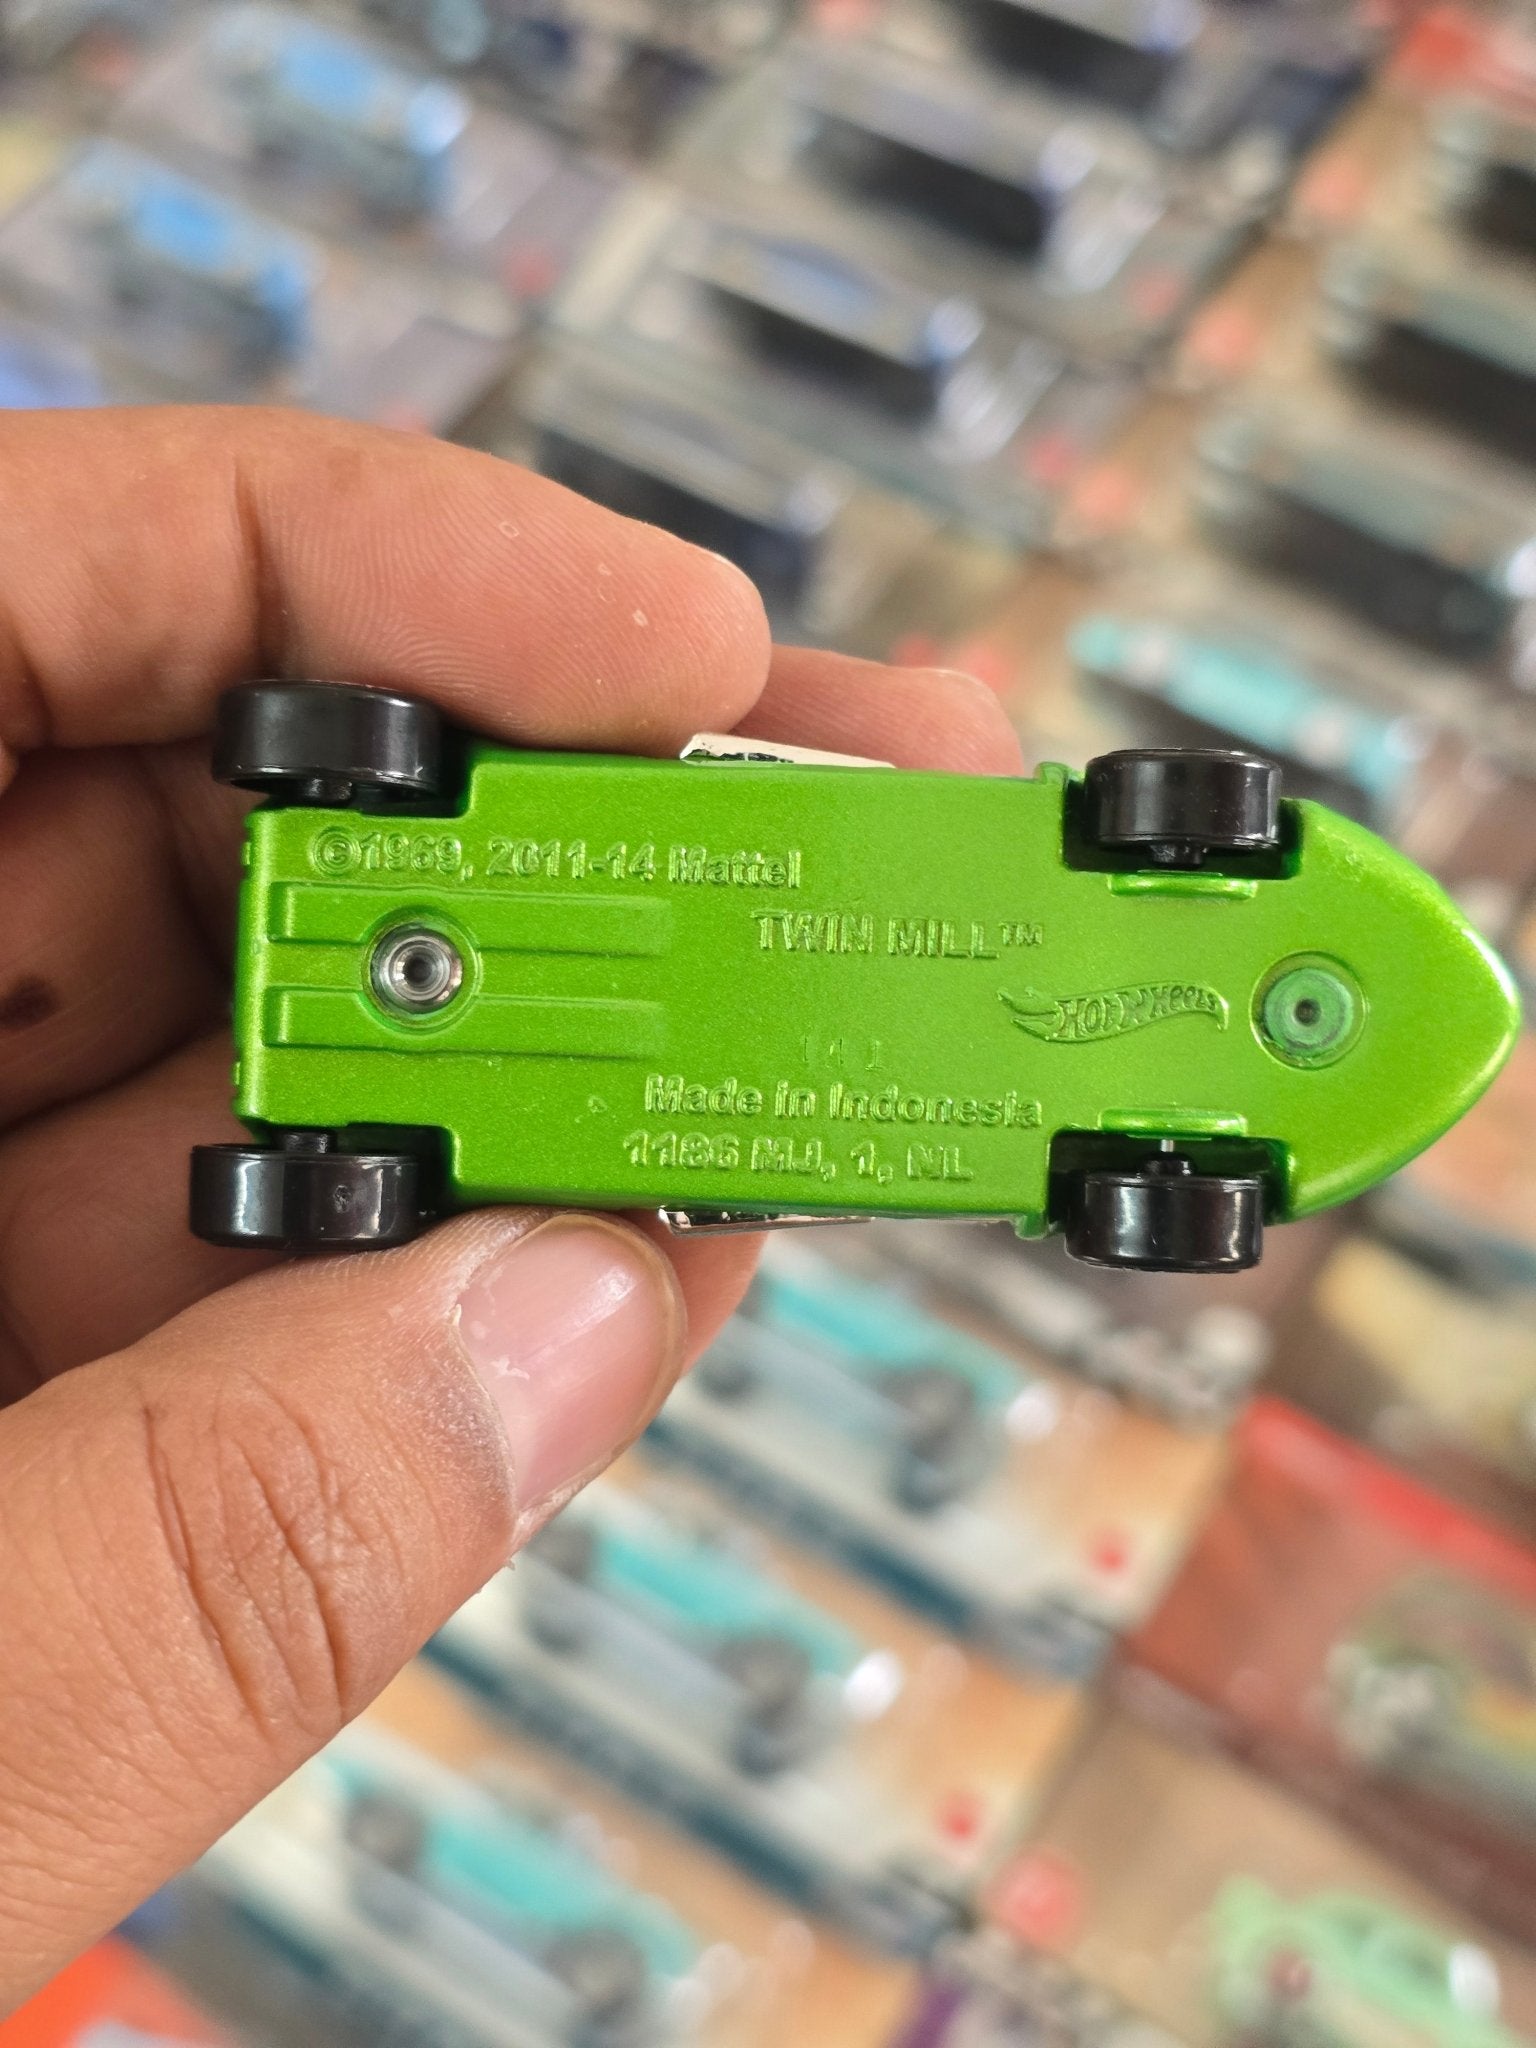 ©1969, 2011-14 Mattel
TWIN MILL™
Hot Wheels
Made in Indonesia
1186 MJ, 1, NL